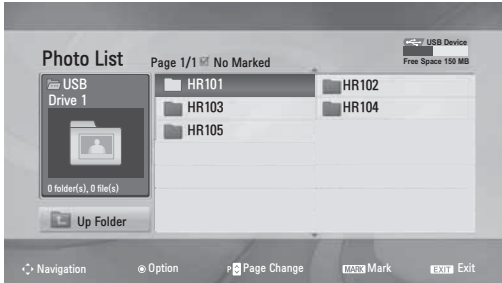 USB Device
Photo List
Page 1/1 No Marked
Free Space 150 MB
USB
Drive 1
0 folder(s), 0 file(s)
Up Folder
HR101 HR102
HR103 HR104
HR105
Navigation Option P Page Change MARK Mark EXIT Exit